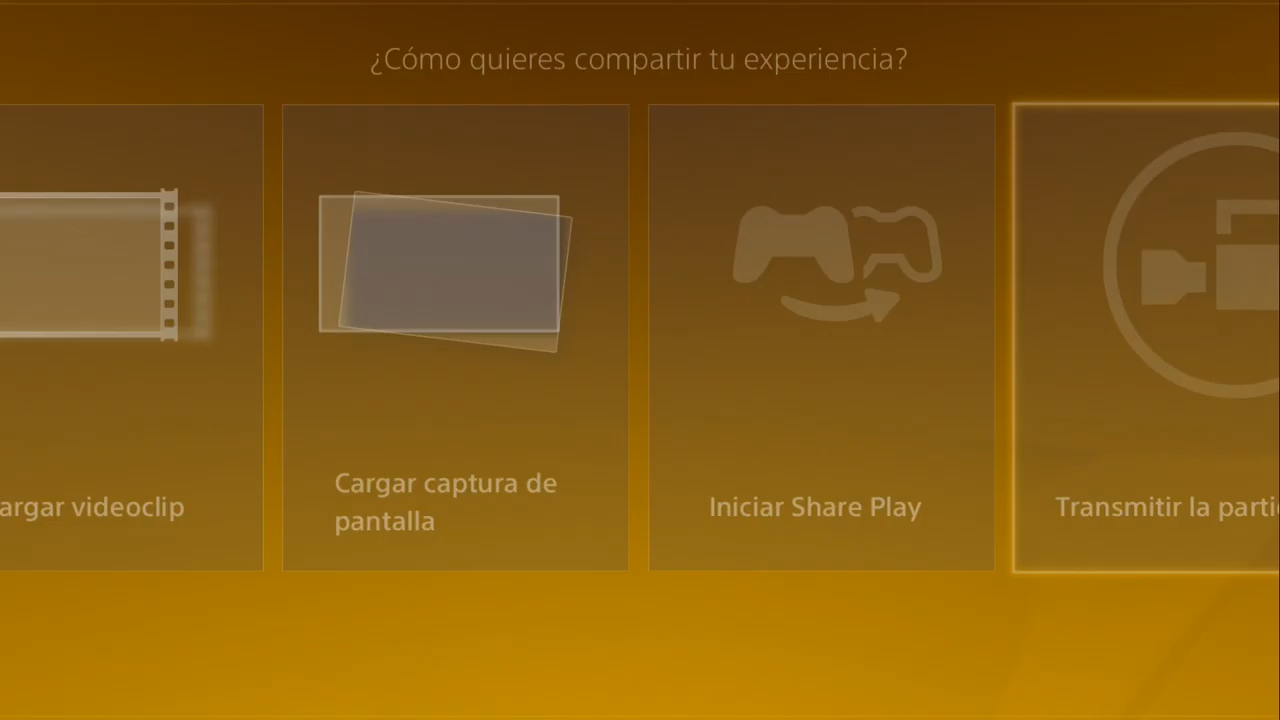 ¿Cómo quieres compartir tu experiencia?
argar videoclip
Cargar captura de
pantalla
Iniciar Share Play
Transmitir la parti